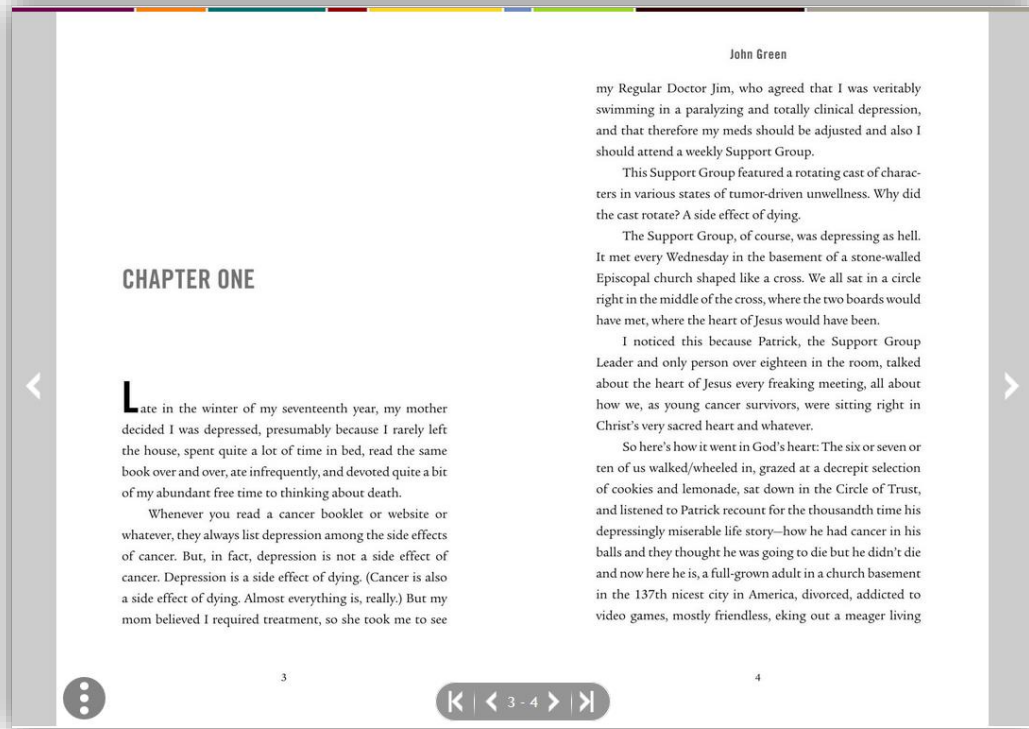 CHAPTER ONE
Late in the winter of my seventeenth year, my mother
decided I was depressed, presumably because I rarely left
the house, spent quite a lot of time in bed, read the same
book over and over, ate infrequently, and devoted quite a bit
of my abundant free time to thinking about death.
Whenever you read a cancer booklet or website or
whatever, they always list depression among the side effects
of cancer. But, in fact, depression is not a side effect of
cancer. Depression is a side effect of dying. (Cancer is also
a side effect of dying. Almost everything is, really.) But my
mom believed I required treatment, so she took me to see
3
John Green
my Regular Doctor Jim, who agreed that I was veritably
swimming in a paralyzing and totally clinical depression,
and that therefore my meds should be adjusted and also I
should attend a weekly Support Group.
This Support Group featured a rotating cast of charac-
ters in various states of tumor-driven unwellness. Why did
the cast rotate? A side effect of dying.
The Support Group, of course, was depressing as hell.
It met every Wednesday in the basement of a stone-walled
Episcopal church shaped like a cross. We all sat in a circle
right in the middle of the cross, where the two boards would
have met, where the heart of Jesus would have been.
I noticed this because Patrick, the Support Group
Leader and only person over eighteen in the room, talked
about the heart of Jesus every freaking meeting, all about
how we, as young cancer survivors, were sitting right in
Christ's very sacred heart and whatever.
So here's how it went in God's heart: The six or seven or
ten of us walked/wheeled in, grazed at a decrepit selection
of cookies and lemonade, sat down in the Circle of Trust,
and listened to Patrick recount for the thousandth time his
depressingly miserable life story—how he had cancer in his
balls and they thought he was going to die but he didn't die
and now here he is, a full-grown adult in a church basement
in the 137th nicest city in America, divorced, addicted to
video games, mostly friendless, eking out a meager living
4
3 - 4